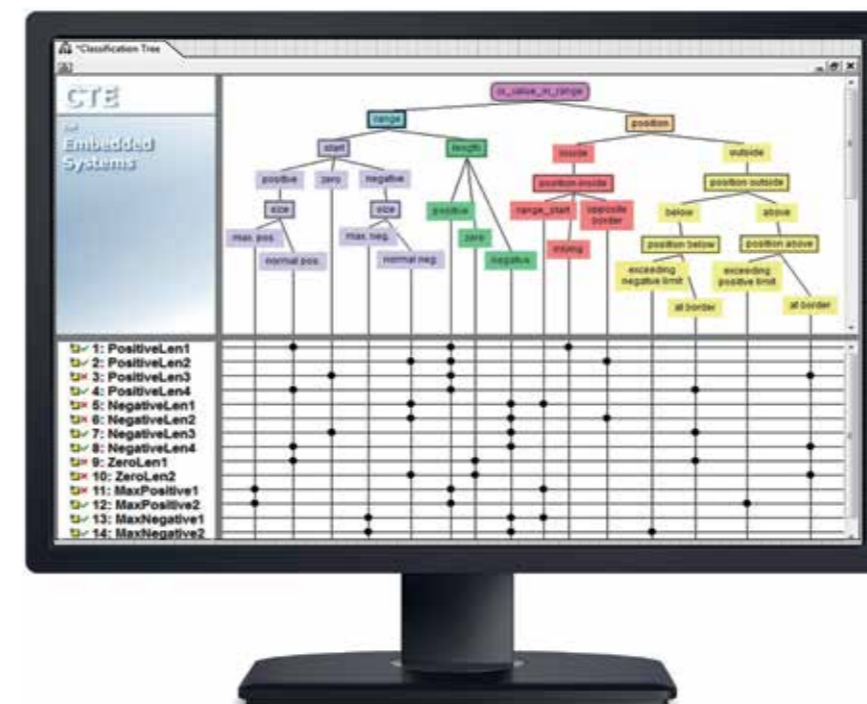 *Classification Tree
CTE
for
Embedded
Systems
is_value_in_range
range
position
start
length
inside
outside
positive
zero
negative
position inside
position outside
size
size
positive
range_start
opposite border
below
above
max. pos.
max. neg.
zero
mixing
position below
position above
normal pos.
normal neg.
negative
exceeding negative limit
exceeding positive limit
at border
at border
1: PositiveLen1
2: PositiveLen2
3: PositiveLen3
4: PositiveLen4
5: NegativeLen1
6: NegativeLen2
7: NegativeLen3
8: NegativeLen4
9: ZeroLen1
10: ZeroLen2
11: MaxPositive1
12: MaxPositive2
13: MaxNegative1
14: MaxNegative2